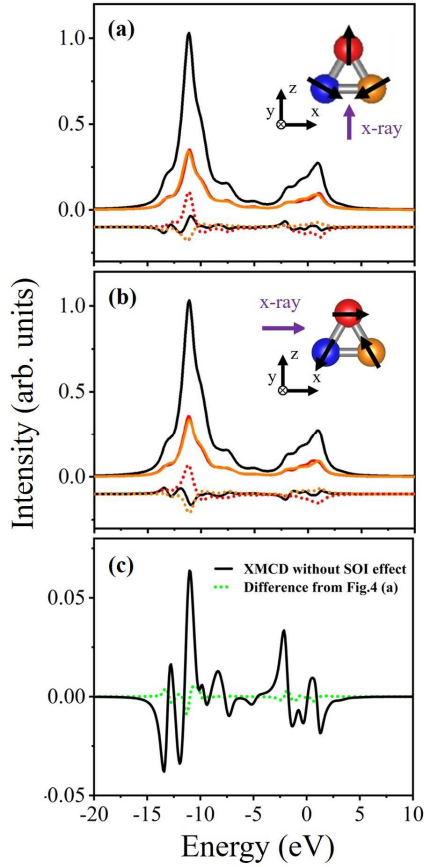 Intensity (arb. units)
(a)
1.0
0.5
0.0
z
y
x
x-ray
(b)
x-ray
1.0
0.5
0.0
z
y
x
(c)
XMCD without SOI effect
Difference from Fig.4 (a)
0.05
0.00
-0.05
-20
-15
-10
-5
0
5
10
Energy (eV)